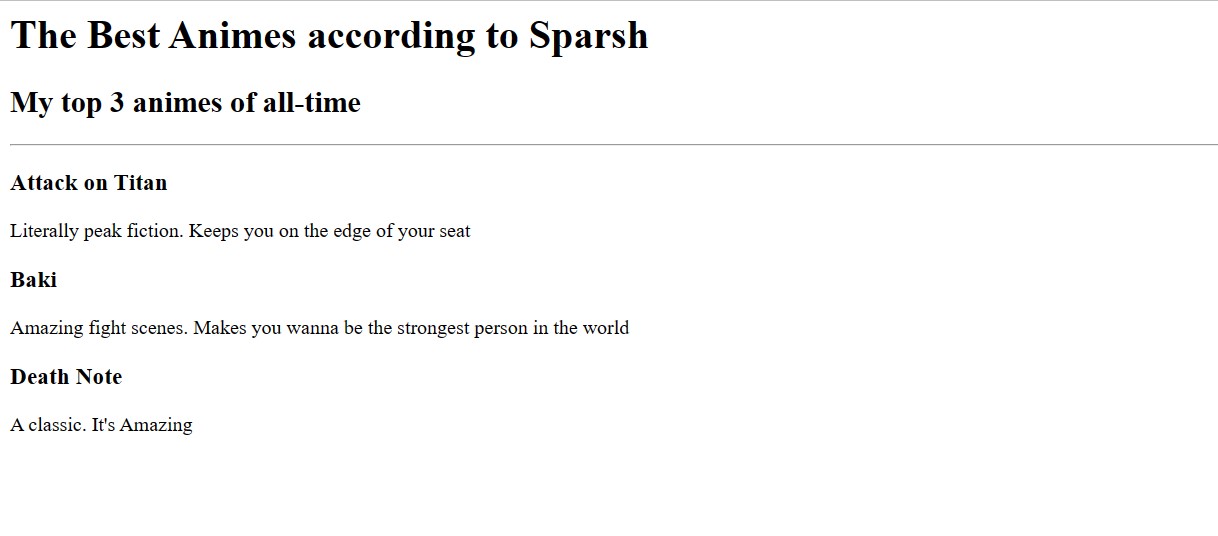 The Best Animes according to Sparsh
My top 3 animes of all-time
Attack on Titan
Literally peak fiction. Keeps you on the edge of your seat
Baki
Amazing fight scenes. Makes you wanna be the strongest person in the world
Death Note
A classic. It's Amazing